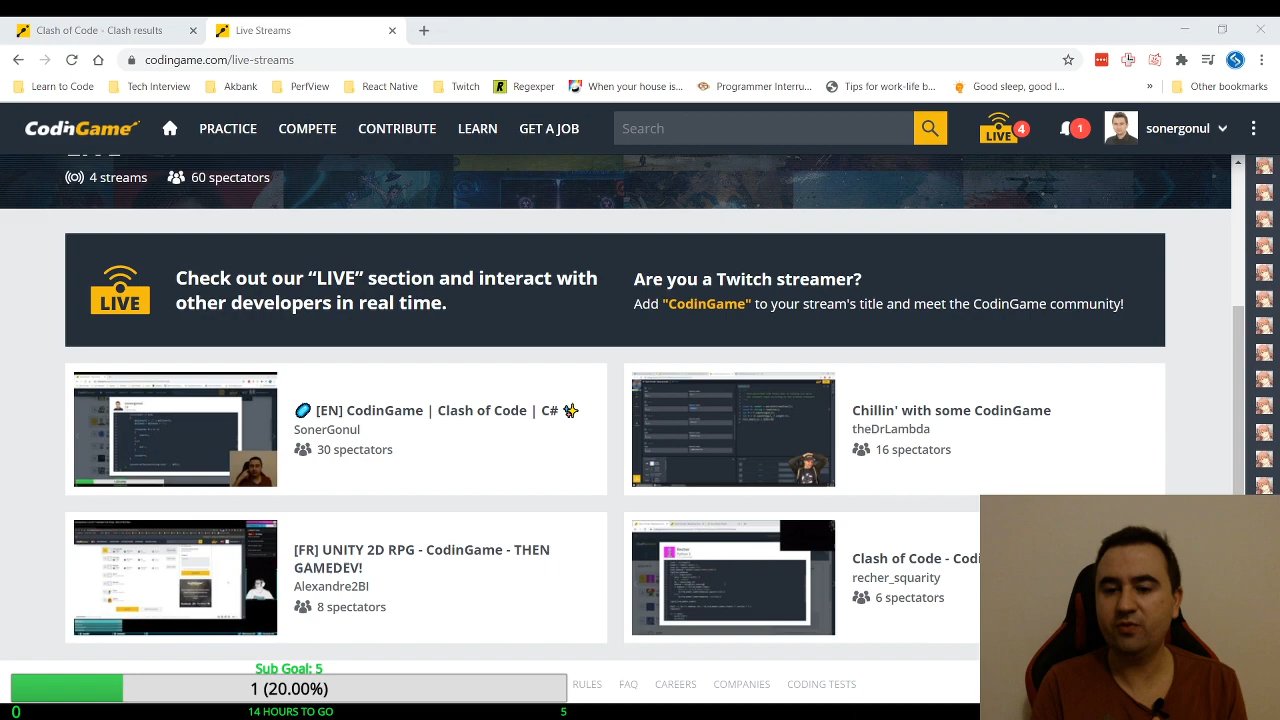 Clash of Code - Clash results
Live Streams
codingame.com/live-streams
Learn to Code
Tech Interview
Akbank
PerfView
React Native
Twitch
R Regexper
When your house is...
Programmer Interru...
Tips for work-life b...
Good sleep, good l...
»
Other bookmarks
CODINGAME
PRACTICE
COMPETE
CONTRIBUTE
LEARN
GET A JOB
Search
LIVE 4
1
sonergonul
4 streams
60 spectators
LIVE
Check out our “LIVE” section and interact with
other developers in real time.
Are you a Twitch streamer?
Add "CodinGame" to your stream's title and meet the CodinGame community!
[EN] CodinGame | Clash of Code | C#
SonerGonul
30 spectators
Chillin' with some CodinGame
theDrLambda
16 spectators
[FR] UNITY 2D RPG - CodinGame - THEN
GAMEDEV!
Alexandre2BI
8 spectators
Clash of Code - Codi
recher_squarity
6 spectators
Sub Goal: 5
1 (20.00%)
0
14 HOURS TO GO
5
RULES
FAQ
CAREERS
COMPANIES
CODING TESTS